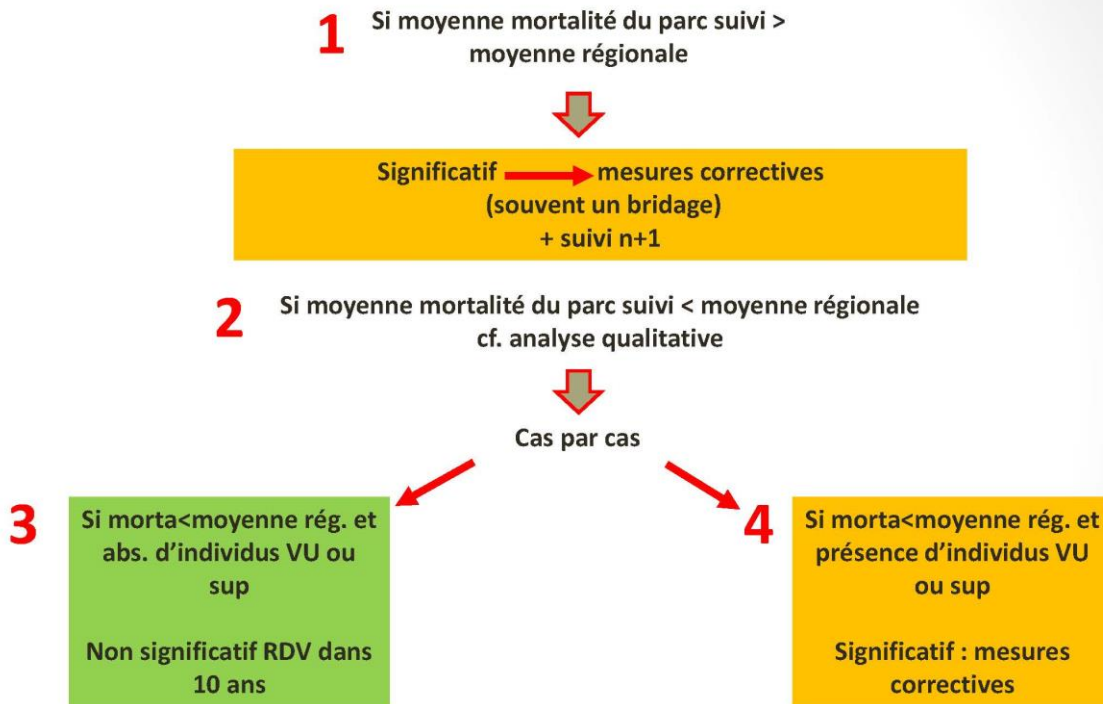 1
Si moyenne mortalité du parc suivi >
moyenne régionale
Significatif mesures correctives
(souvent un bridage)
+ suivi n+1
2
Si moyenne mortalité du parc suivi < moyenne régionale
cf. analyse qualitative
Cas par cas
3
Si morta<moyenne rég. et
abs. d’individus VU ou
sup
Non significatif RDV dans
10 ans
4
Si morta<moyenne rég. et
présence d’individus VU
ou sup
Significatif : mesures
correctives